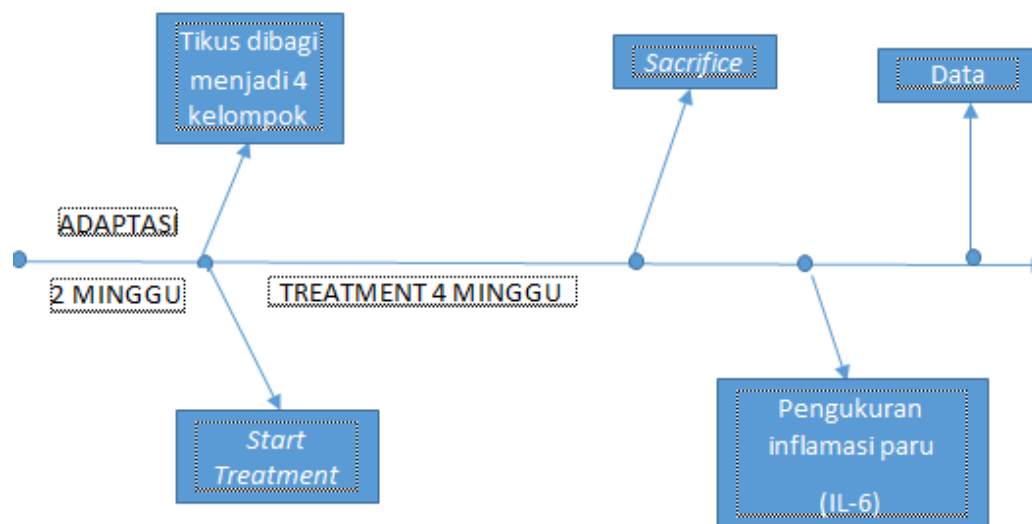 Tikus dibagi
menjadi 4
kelompok
Sacrifice
Data
ADAPTASI
2 MINGGU
TREATMENT 4 MINGGU
Start
Treatment
Pengukuran
inflamasi paru
(IL-6)